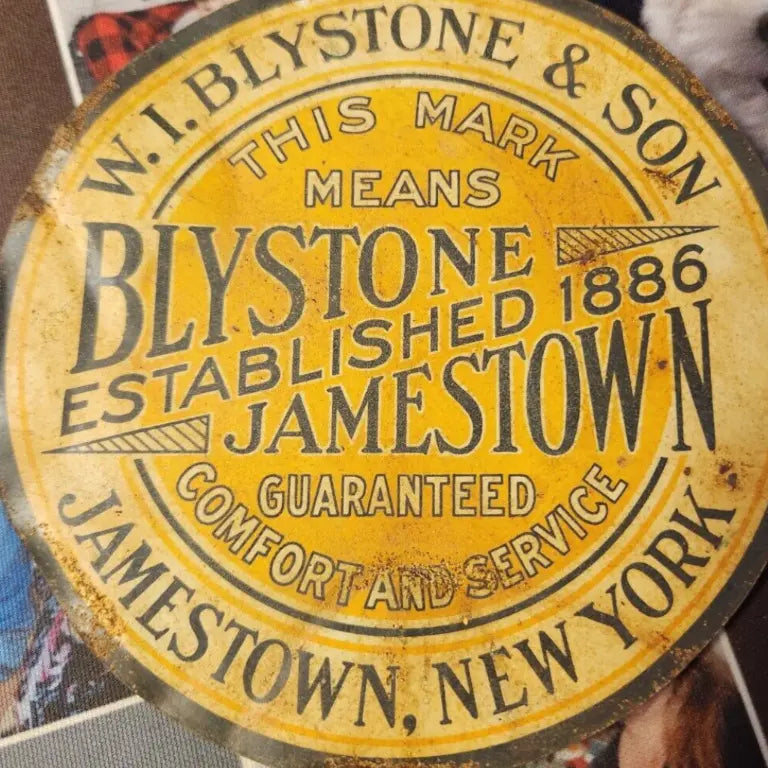 W. I. BLYSTONE & SON
THIS MARK
MEANS
BLYSTONE
ESTABLISHED 1886
JAMESTOWN
GUARANTEED
COMFORT AND SERVICE
JAMESTOWN, NEW YORK